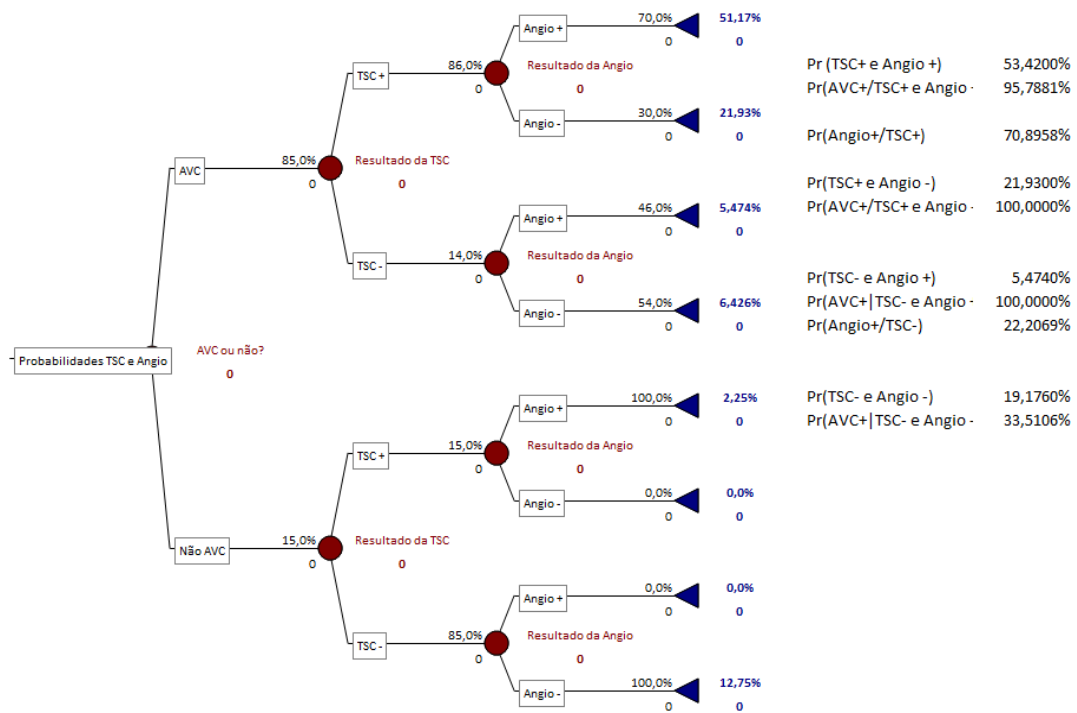 Angio +
70,0%
0
51,17%
0
TSC +
86,0%
0
Resultado da Angio
0
Angio -
30,0%
0
21,93%
0
AVC
85,0%
0
Resultado da TSC
0
Angio +
46,0%
0
5,474%
0
TSC -
14,0%
0
Resultado da Angio
0
Angio -
54,0%
0
6,426%
0
Probabilidades TSC e Angio
AVC ou não?
0
Angio +
100,0%
0
2,25%
0
TSC +
15,0%
0
Resultado da Angio
0
Angio -
0,0%
0
0,0%
0
Não AVC
15,0%
0
Resultado da TSC
0
Angio +
0,0%
0
0,0%
0
TSC -
85,0%
0
Resultado da Angio
0
Angio -
100,0%
0
12,75%
0
Pr (TSC+ e Angio +) 53,4200%
Pr(AVC+/TSC+ e Angio - 95,7881%
Pr(Angio+/TSC+) 70,8958%
Pr(TSC+ e Angio -) 21,9300%
Pr(AVC+/TSC+ e Angio - 100,0000%
Pr(TSC- e Angio +) 5,4740%
Pr(AVC+|TSC- e Angio - 100,0000%
Pr(Angio+/TSC-) 22,2069%
Pr(TSC- e Angio -) 19,1760%
Pr(AVC+|TSC- e Angio - 33,5106%